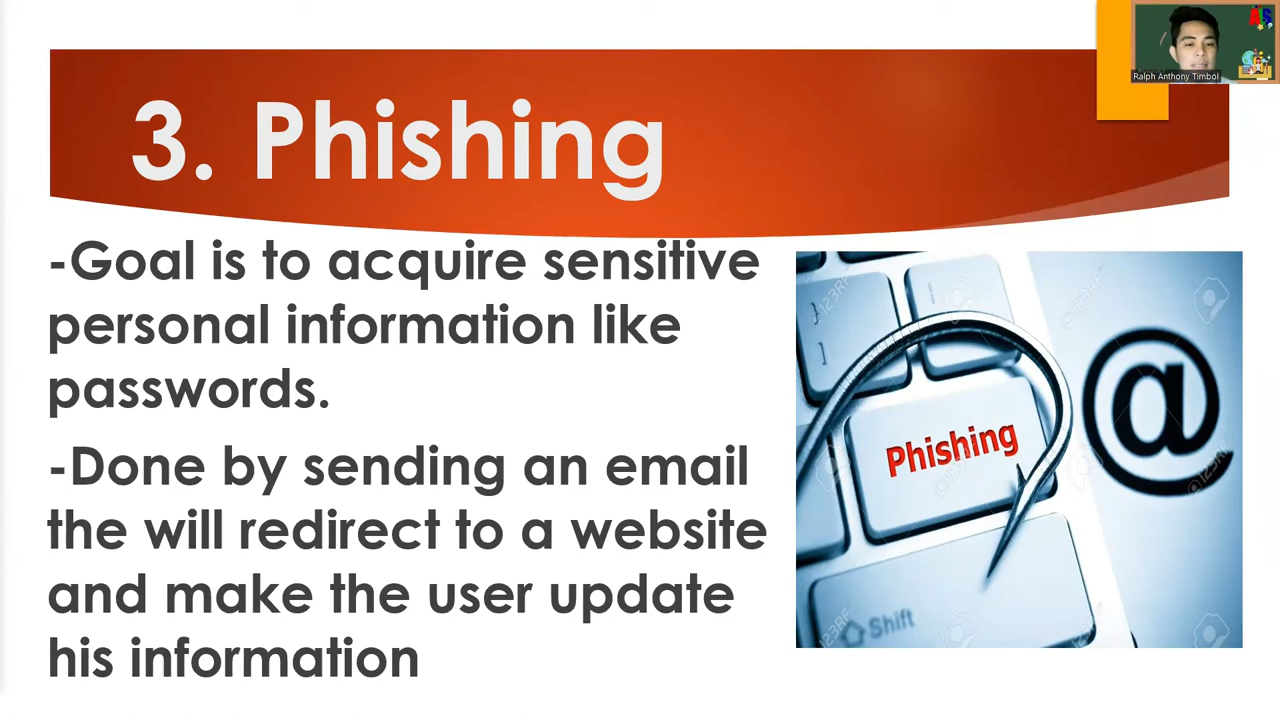 3. Phishing
Ralph Anthony Timbol
-Goal is to acquire sensitive
personal information like
passwords.
-Done by sending an email
the will redirect to a website
and make the user update
his information
Phishing
@
Shift
123RF